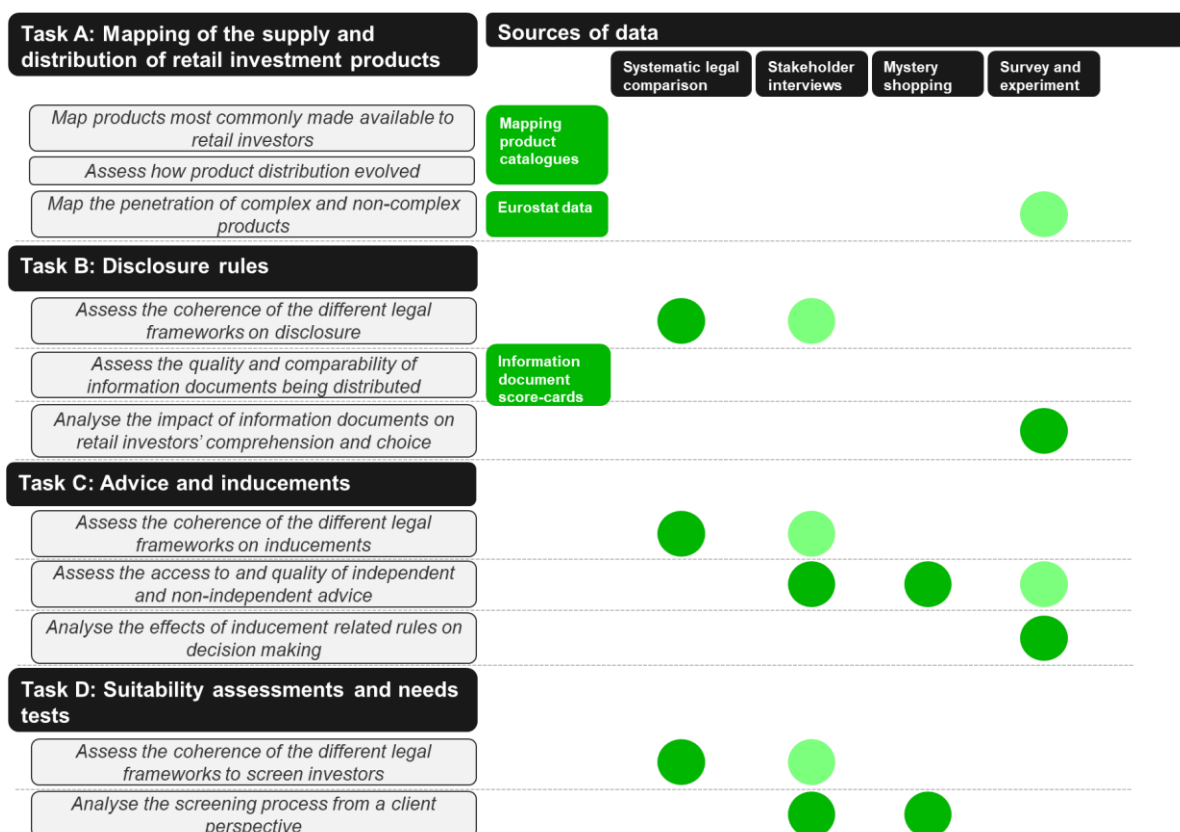 Task A: Mapping of the supply and
distribution of retail investment products
Sources of data
Systematic legal
comparison
Stakeholder
interviews
Mystery
shopping
Survey and
experiment
Map products most commonly made available to
retail investors
Mapping
product
catalogues
Assess how product distribution evolved
Map the penetration of complex and non-complex
products
Eurostat data
Task B: Disclosure rules
Assess the coherence of the different legal
frameworks on disclosure
Assess the quality and comparability of
information documents being distributed
Information
document
score-cards
Analyse the impact of information documents on
retail investors' comprehension and choice
Task C: Advice and inducements
Assess the coherence of the different legal
frameworks on inducements
Assess the access to and quality of independent
and non-independent advice
Analyse the effects of inducement related rules on
decision making
Task D: Suitability assessments and needs
tests
Assess the coherence of the different legal
frameworks to screen investors
Analyse the screening process from a client
perspective